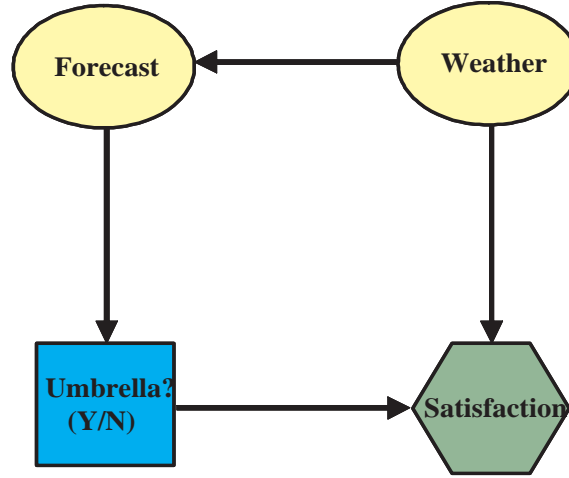 Forecast
Weather
Umbrella?
(Y/N)
Satisfaction